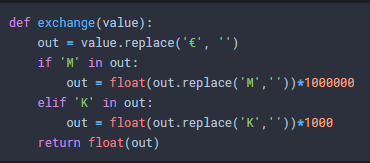 def exchange(value):
    out = value.replace('€', '')
    if 'M' in out:
        out = float(out.replace('M',''))*1000000
    elif 'K' in out:
        out = float(out.replace('K',''))*1000
    return float(out)